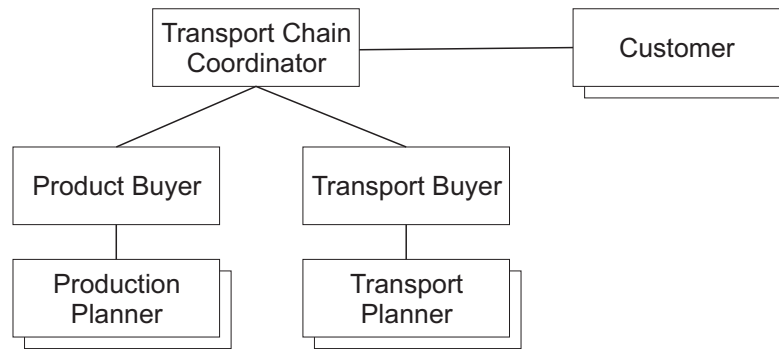 Transport Chain
Coordinator
Customer
Product Buyer
Transport Buyer
Production
Planner
Transport
Planner